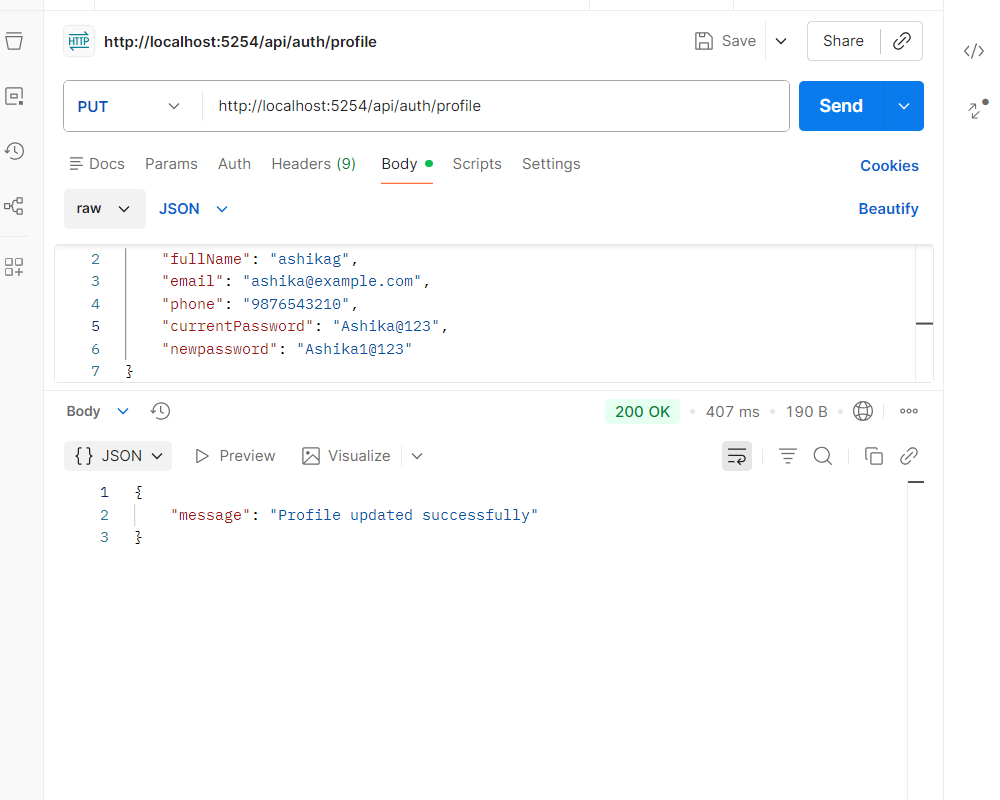 HTTP http://localhost:5254/api/auth/profile Save Share
PUT http://localhost:5254/api/auth/profile Send
Docs Params Auth Headers (9) Body Scripts Settings Cookies
raw JSON Beautify
2 "fullName": "ashikag",
3 "email": "ashika@example.com",
4 "phone": "9876543210",
5 "currentPassword": "Ashika@123",
6 "newpassword": "Ashika1@123"
7 }
Body 200 OK 407 ms 190 B
{} JSON Preview Visualize
1 {
2 "message": "Profile updated successfully"
3 }